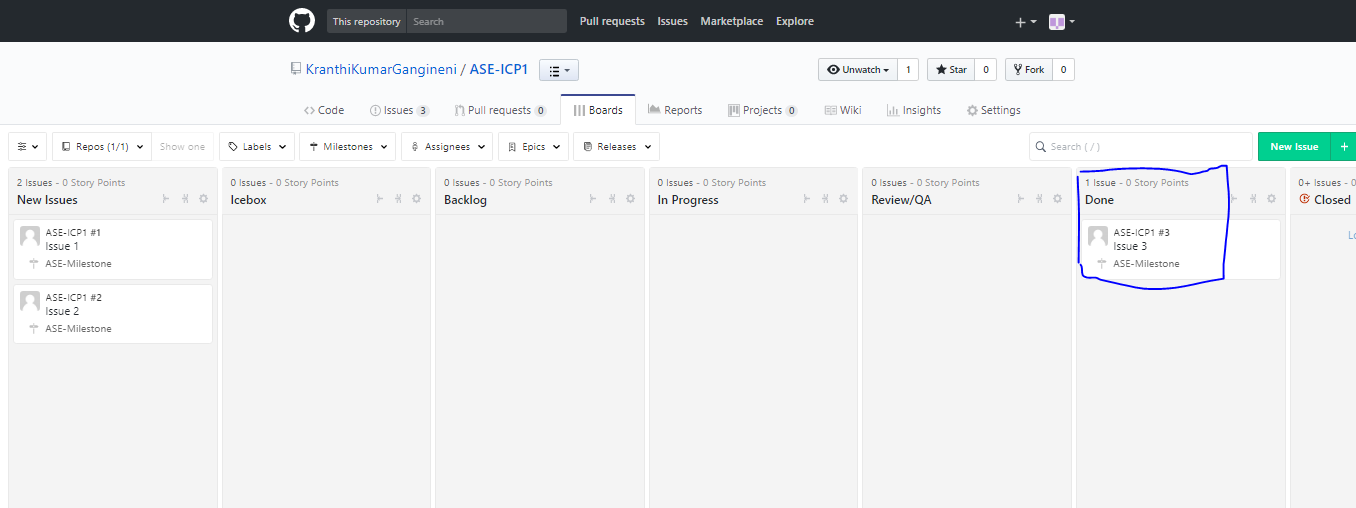 This repository Search Pull requests Issues Marketplace Explore
KranthiKumarGangineni / ASE-ICP1 Unwatch 1 Star 0 Fork 0
Code Issues 3 Pull requests 0 Boards Reports Projects 0 Wiki Insights Settings
Repos (1/1) Show one Labels Milestones Assignees Epics Releases Search ( / ) New Issue +
2 Issues - 0 Story Points
New Issues
ASE-ICP1 #1
Issue 1
ASE-Milestone
ASE-ICP1 #2
Issue 2
ASE-Milestone
0 Issues - 0 Story Points
Icebox
0 Issues - 0 Story Points
Backlog
0 Issues - 0 Story Points
In Progress
0 Issues - 0 Story Points
Review/QA
1 Issue - 0 Story Points
Done
ASE-ICP1 #3
Issue 3
ASE-Milestone
0+ Issues -
Closed